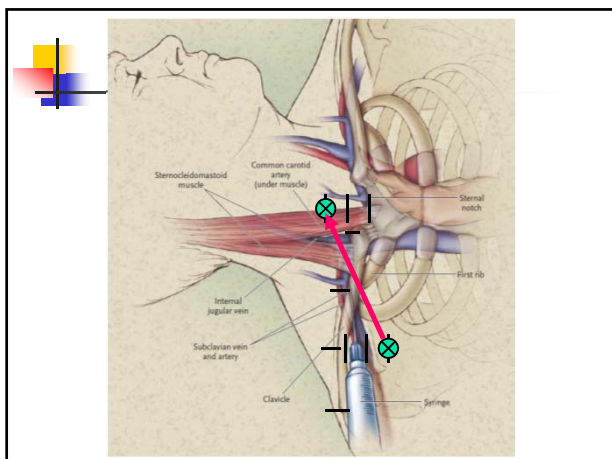 Common carotid
artery
(under muscle)
Sternocleidomastoid
muscle
Sternal
notch
First rib
Internal
jugular vein
Subclavian vein
and artery
Clavicle
Syringe